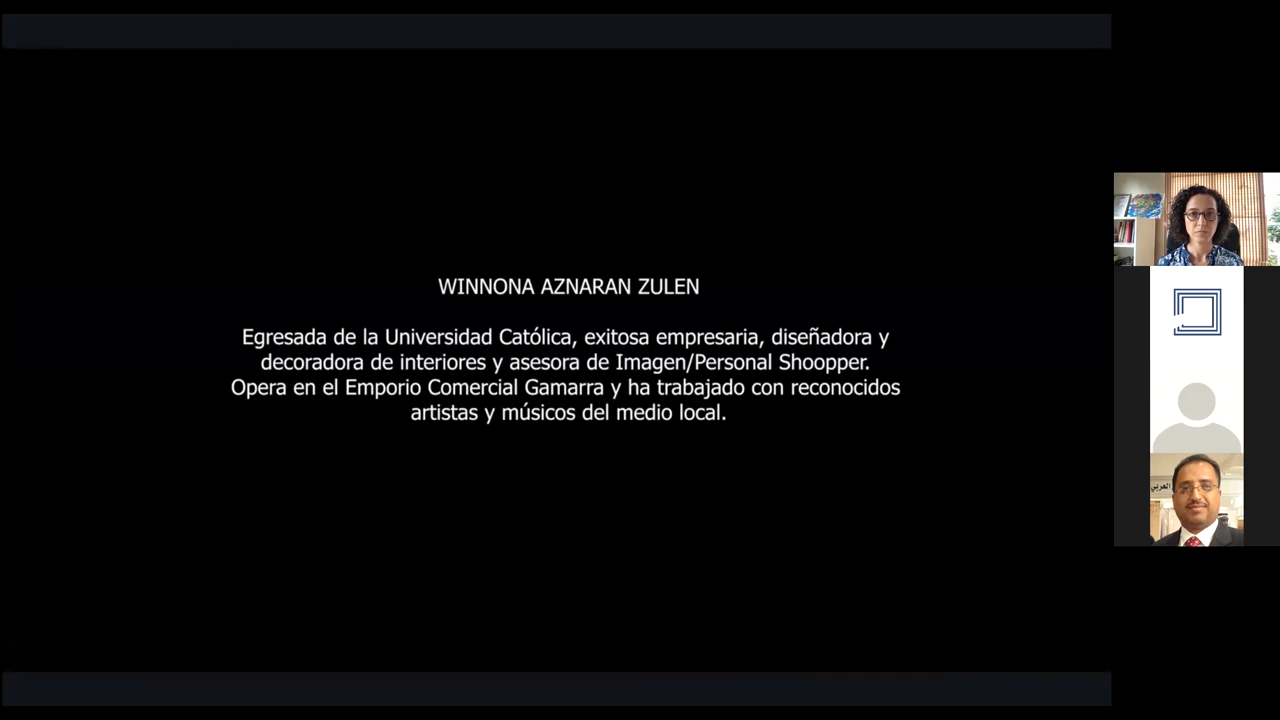 WINNONA AZNARAN ZULEN
Egresada de la Universidad Católica, exitosa empresaria, diseñadora y
decoradora de interiores y asesora de Imagen/Personal Shoopper.
Opera en el Emporio Comercial Gamarra y ha trabajado con reconocidos
artistas y músicos del medio local.
العربي